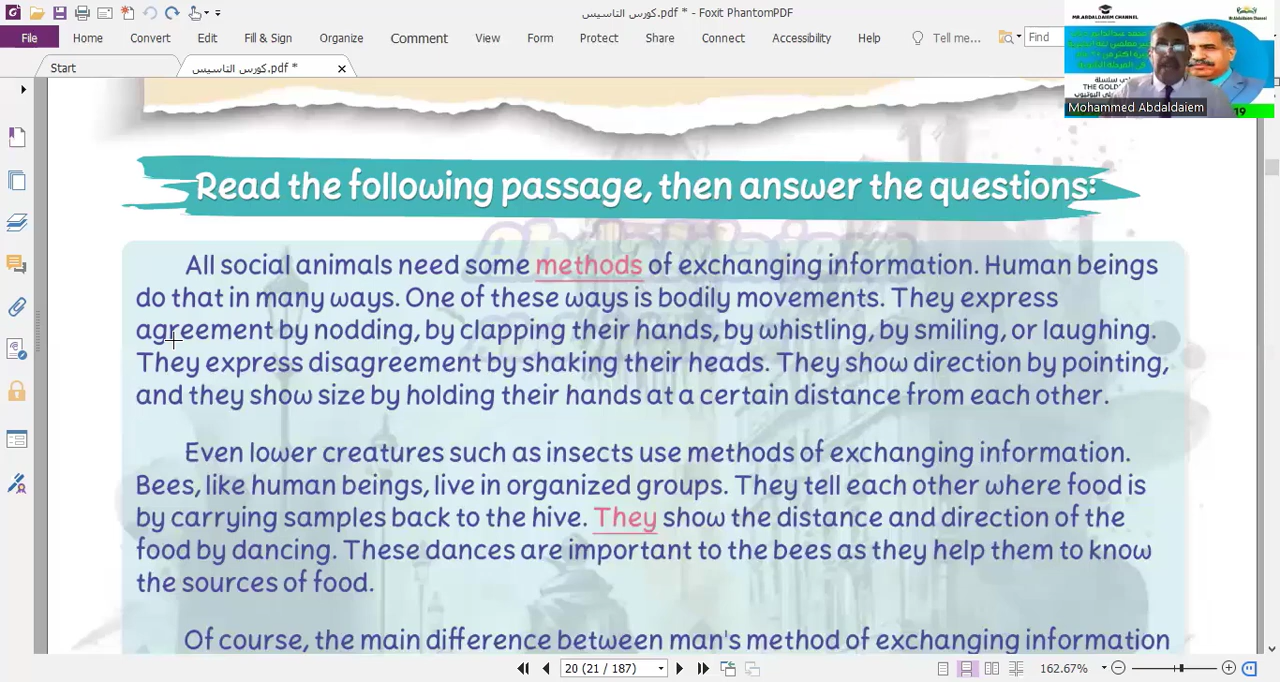 كورس التاسيس.pdf * - Foxit PhantomPDF
File Home Convert Edit Fill & Sign Organize Comment View Form Protect Share Connect Accessibility Help Tell me... Find
Start كورس التاسيس.pdf *
MR.ABDALDAIEM CHANNEL
THE GOLD
Mohammed Abdaldaiem
19
Read the following passage, then answer the questions:
All social animals need some methods of exchanging information. Human beings
do that in many ways. One of these ways is bodily movements. They express
agreement by nodding, by clapping their hands, by whistling, by smiling, or laughing.
They express disagreement by shaking their heads. They show direction by pointing,
and they show size by holding their hands at a certain distance from each other.
Even lower creatures such as insects use methods of exchanging information.
Bees, like human beings, live in organized groups. They tell each other where food is
by carrying samples back to the hive. They show the distance and direction of the
food by dancing. These dances are important to the bees as they help them to know
the sources of food.
Of course, the main difference between man's method of exchanging information
20 (21 / 187)
162.67%